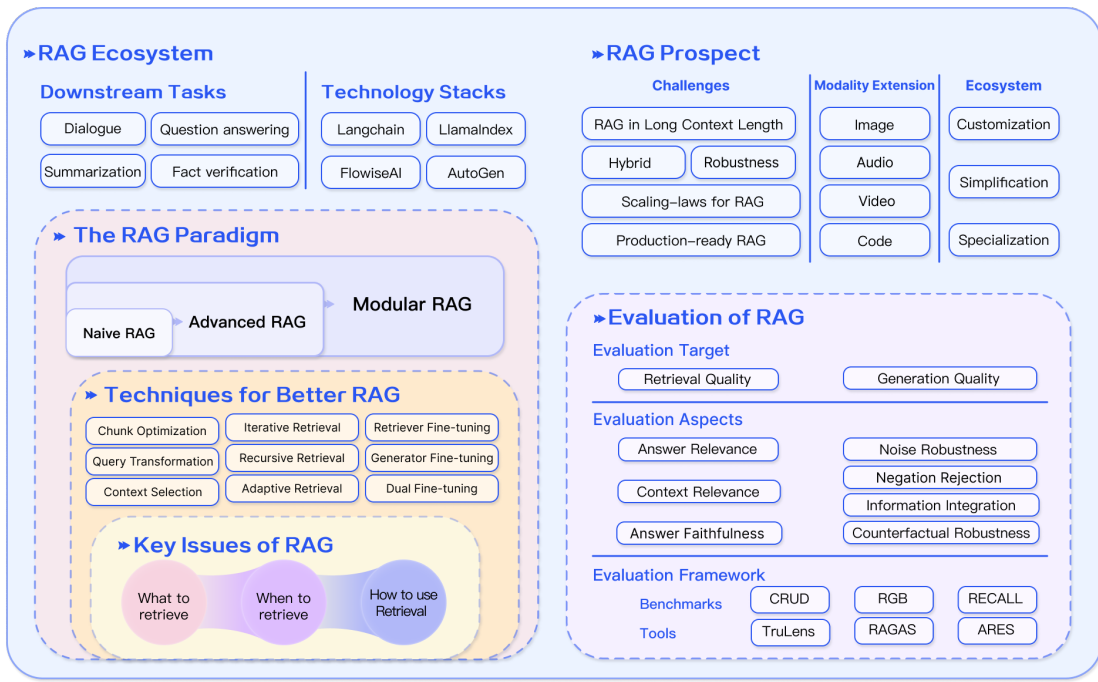 RAG Ecosystem
Downstream Tasks
Dialogue
Question answering
Summarization
Fact verification
Technology Stacks
Langchain
LlamaIndex
FlowiseAI
AutoGen
The RAG Paradigm
Naive RAG
Advanced RAG
Modular RAG
Techniques for Better RAG
Chunk Optimization
Iterative Retrieval
Retriever Fine-tuning
Query Transformation
Recursive Retrieval
Generator Fine-tuning
Context Selection
Adaptive Retrieval
Dual Fine-tuning
Key Issues of RAG
What to
retrieve
When to
retrieve
How to use
Retrieval
RAG Prospect
Challenges
RAG in Long Context Length
Hybrid
Robustness
Scaling-laws for RAG
Production-ready RAG
Modality Extension
Image
Audio
Video
Code
Ecosystem
Customization
Simplification
Specialization
Evaluation of RAG
Evaluation Target
Retrieval Quality
Generation Quality
Evaluation Aspects
Answer Relevance
Context Relevance
Answer Faithfulness
Noise Robustness
Negation Rejection
Information Integration
Counterfactual Robustness
Evaluation Framework
Benchmarks
CRUD
RGB
RECALL
Tools
TruLens
RAGAS
ARES